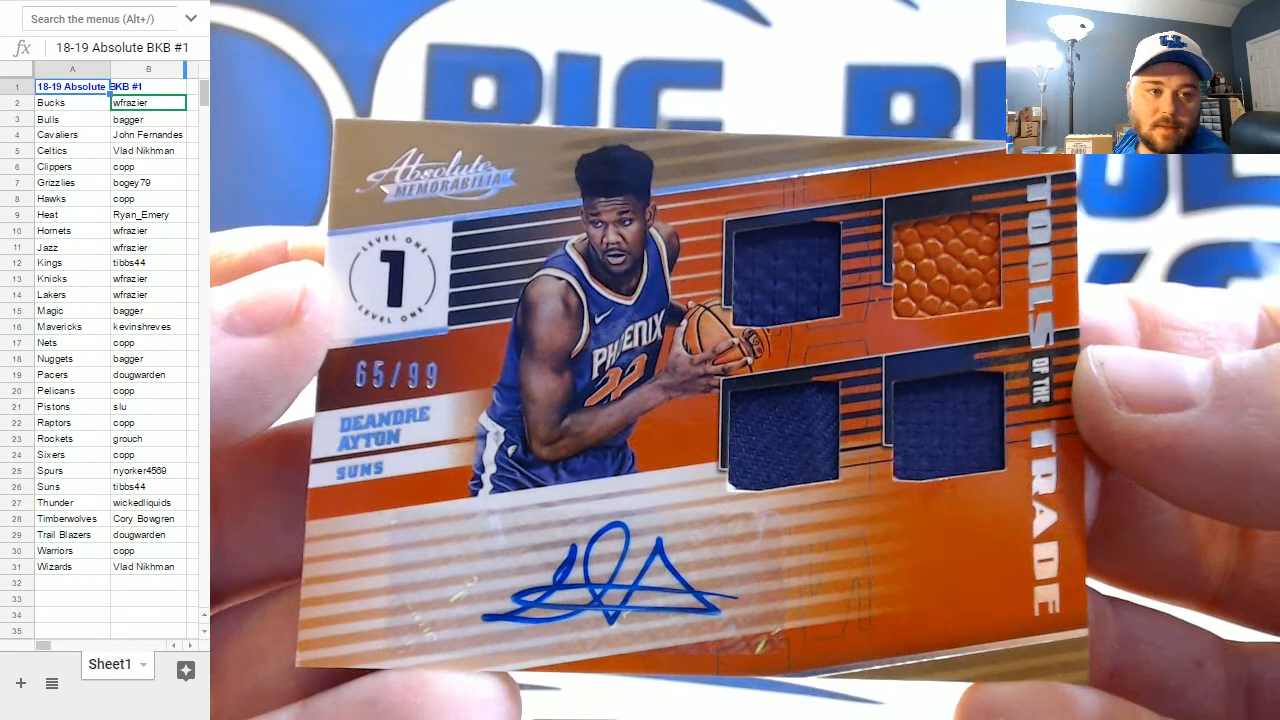 Search the menus (Alt+/)
fx 18-19 Absolute BKB #1
A B
1 18-19 Absolute BKB #1
2 Bucks wfrazier
3 Bulls bagger
4 Cavaliers John Fernandes
5 Celtics Vlad Nikhman
6 Clippers copp
7 Grizzlies bogey79
8 Hawks copp
9 Heat Ryan_Emery
10 Hornets wfrazier
11 Jazz wfrazier
12 Kings tibbs44
13 Knicks wfrazier
14 Lakers wfrazier
15 Magic bagger
16 Mavericks kevinshreves
17 Nets copp
18 Nuggets bagger
19 Pacers dougwarden
20 Pelicans copp
21 Pistons slu
22 Raptors copp
23 Rockets grouch
24 Sixers copp
25 Spurs nyorker4569
26 Suns tibbs44
27 Thunder wickedliquids
28 Timberwolves Cory Bowgren
29 Trail Blazers dougwarden
30 Warriors copp
31 Wizards Vlad Nikhman
32
33
34
35
Sheet1
BIG
Absolute
MEMORABILIA
LEVEL ONE
1
LEVEL ONE
65/99
DEANDRE
AYTON
SUNS
PHOENIX
22
TOOLS OF THE TRADE